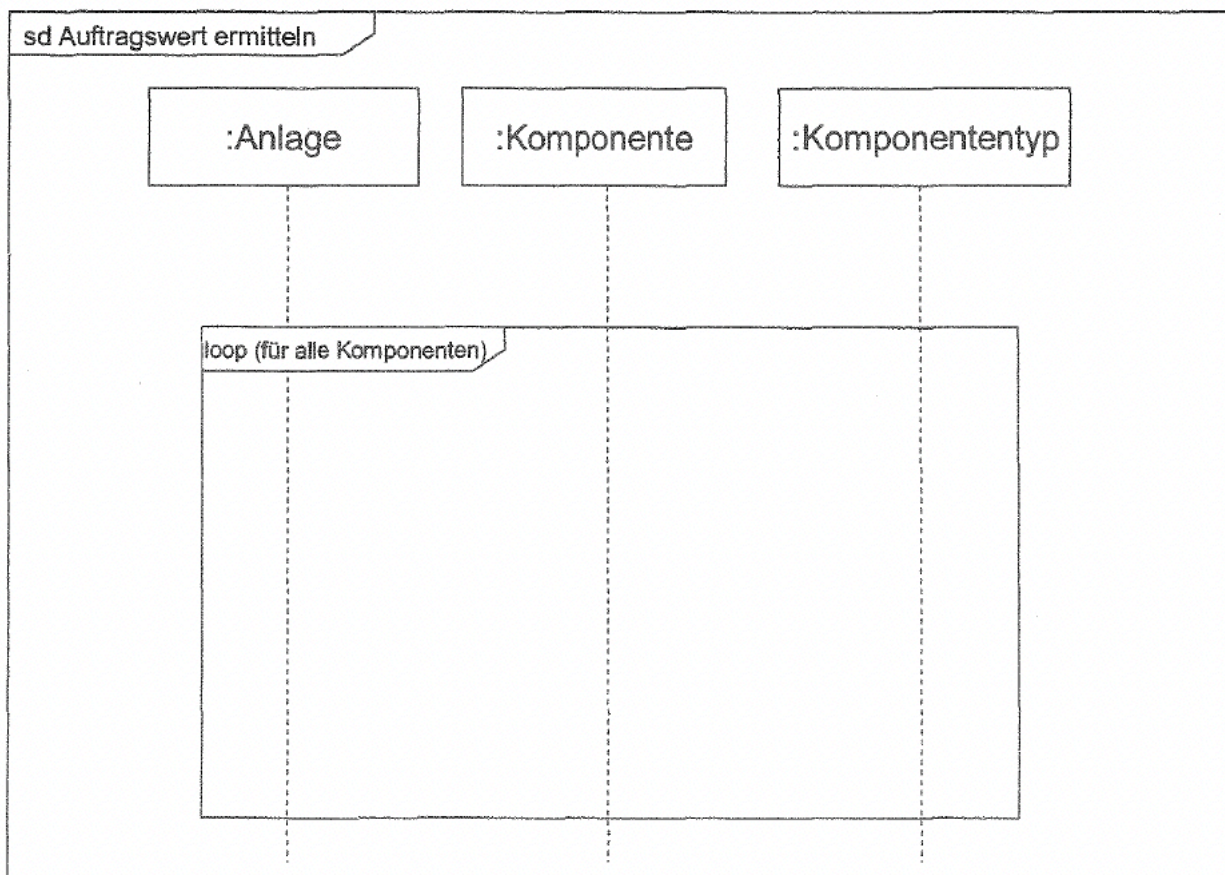 sd Auftragswert ermitteln
:Anlage
:Komponente
:Komponententyp
loop (für alle Komponenten)